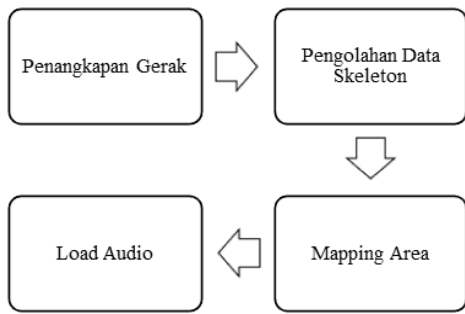 Penangkapan Gerak
Pengolahan Data
Skeleton
Mapping Area
Load Audio